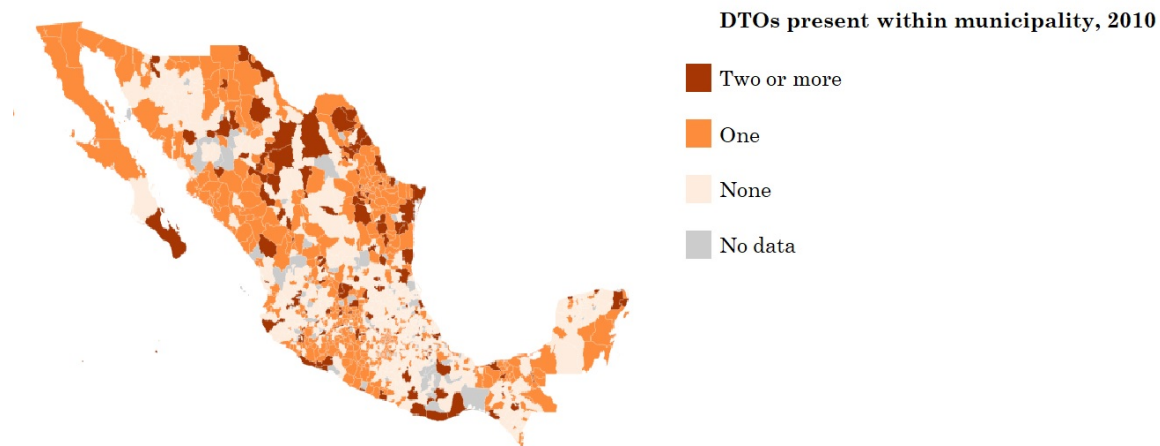 DTOs present within municipality, 2010
Two or more
One
None
No data